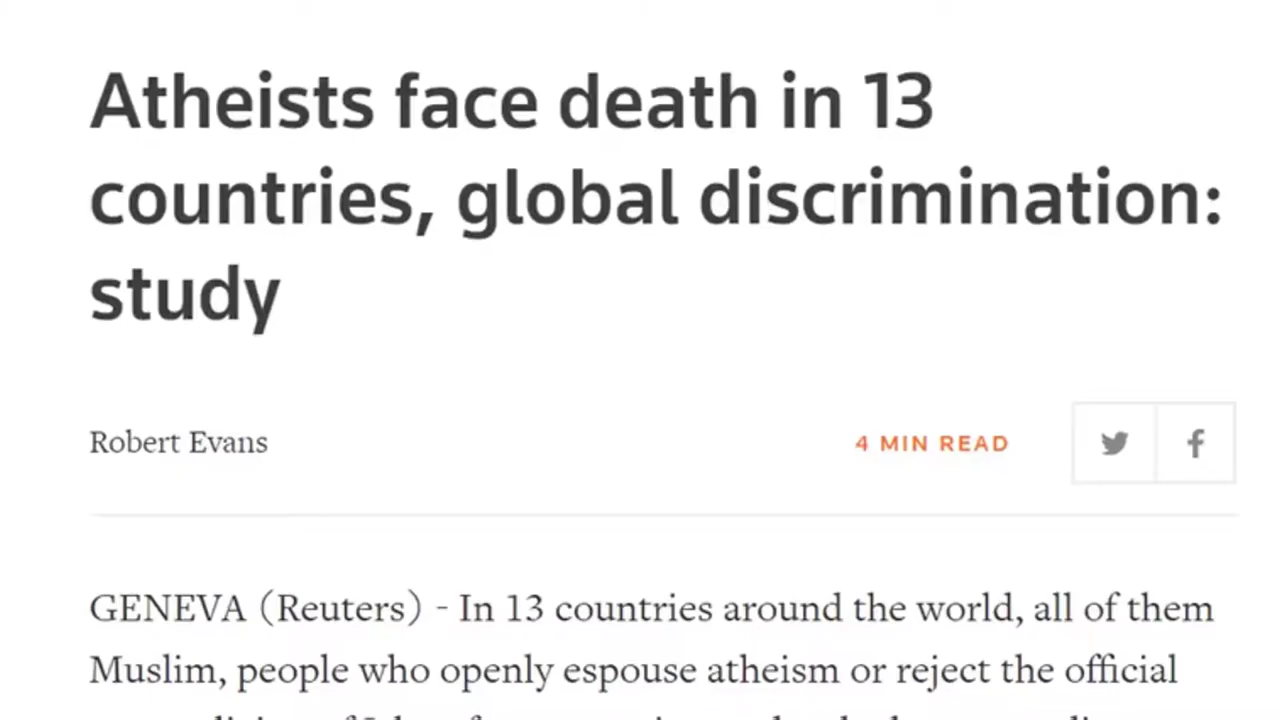 Atheists face death in 13
countries, global discrimination:
study
Robert Evans
4 MIN READ
GENEVA (Reuters) - In 13 countries around the world, all of them
Muslim, people who openly espouse atheism or reject the official